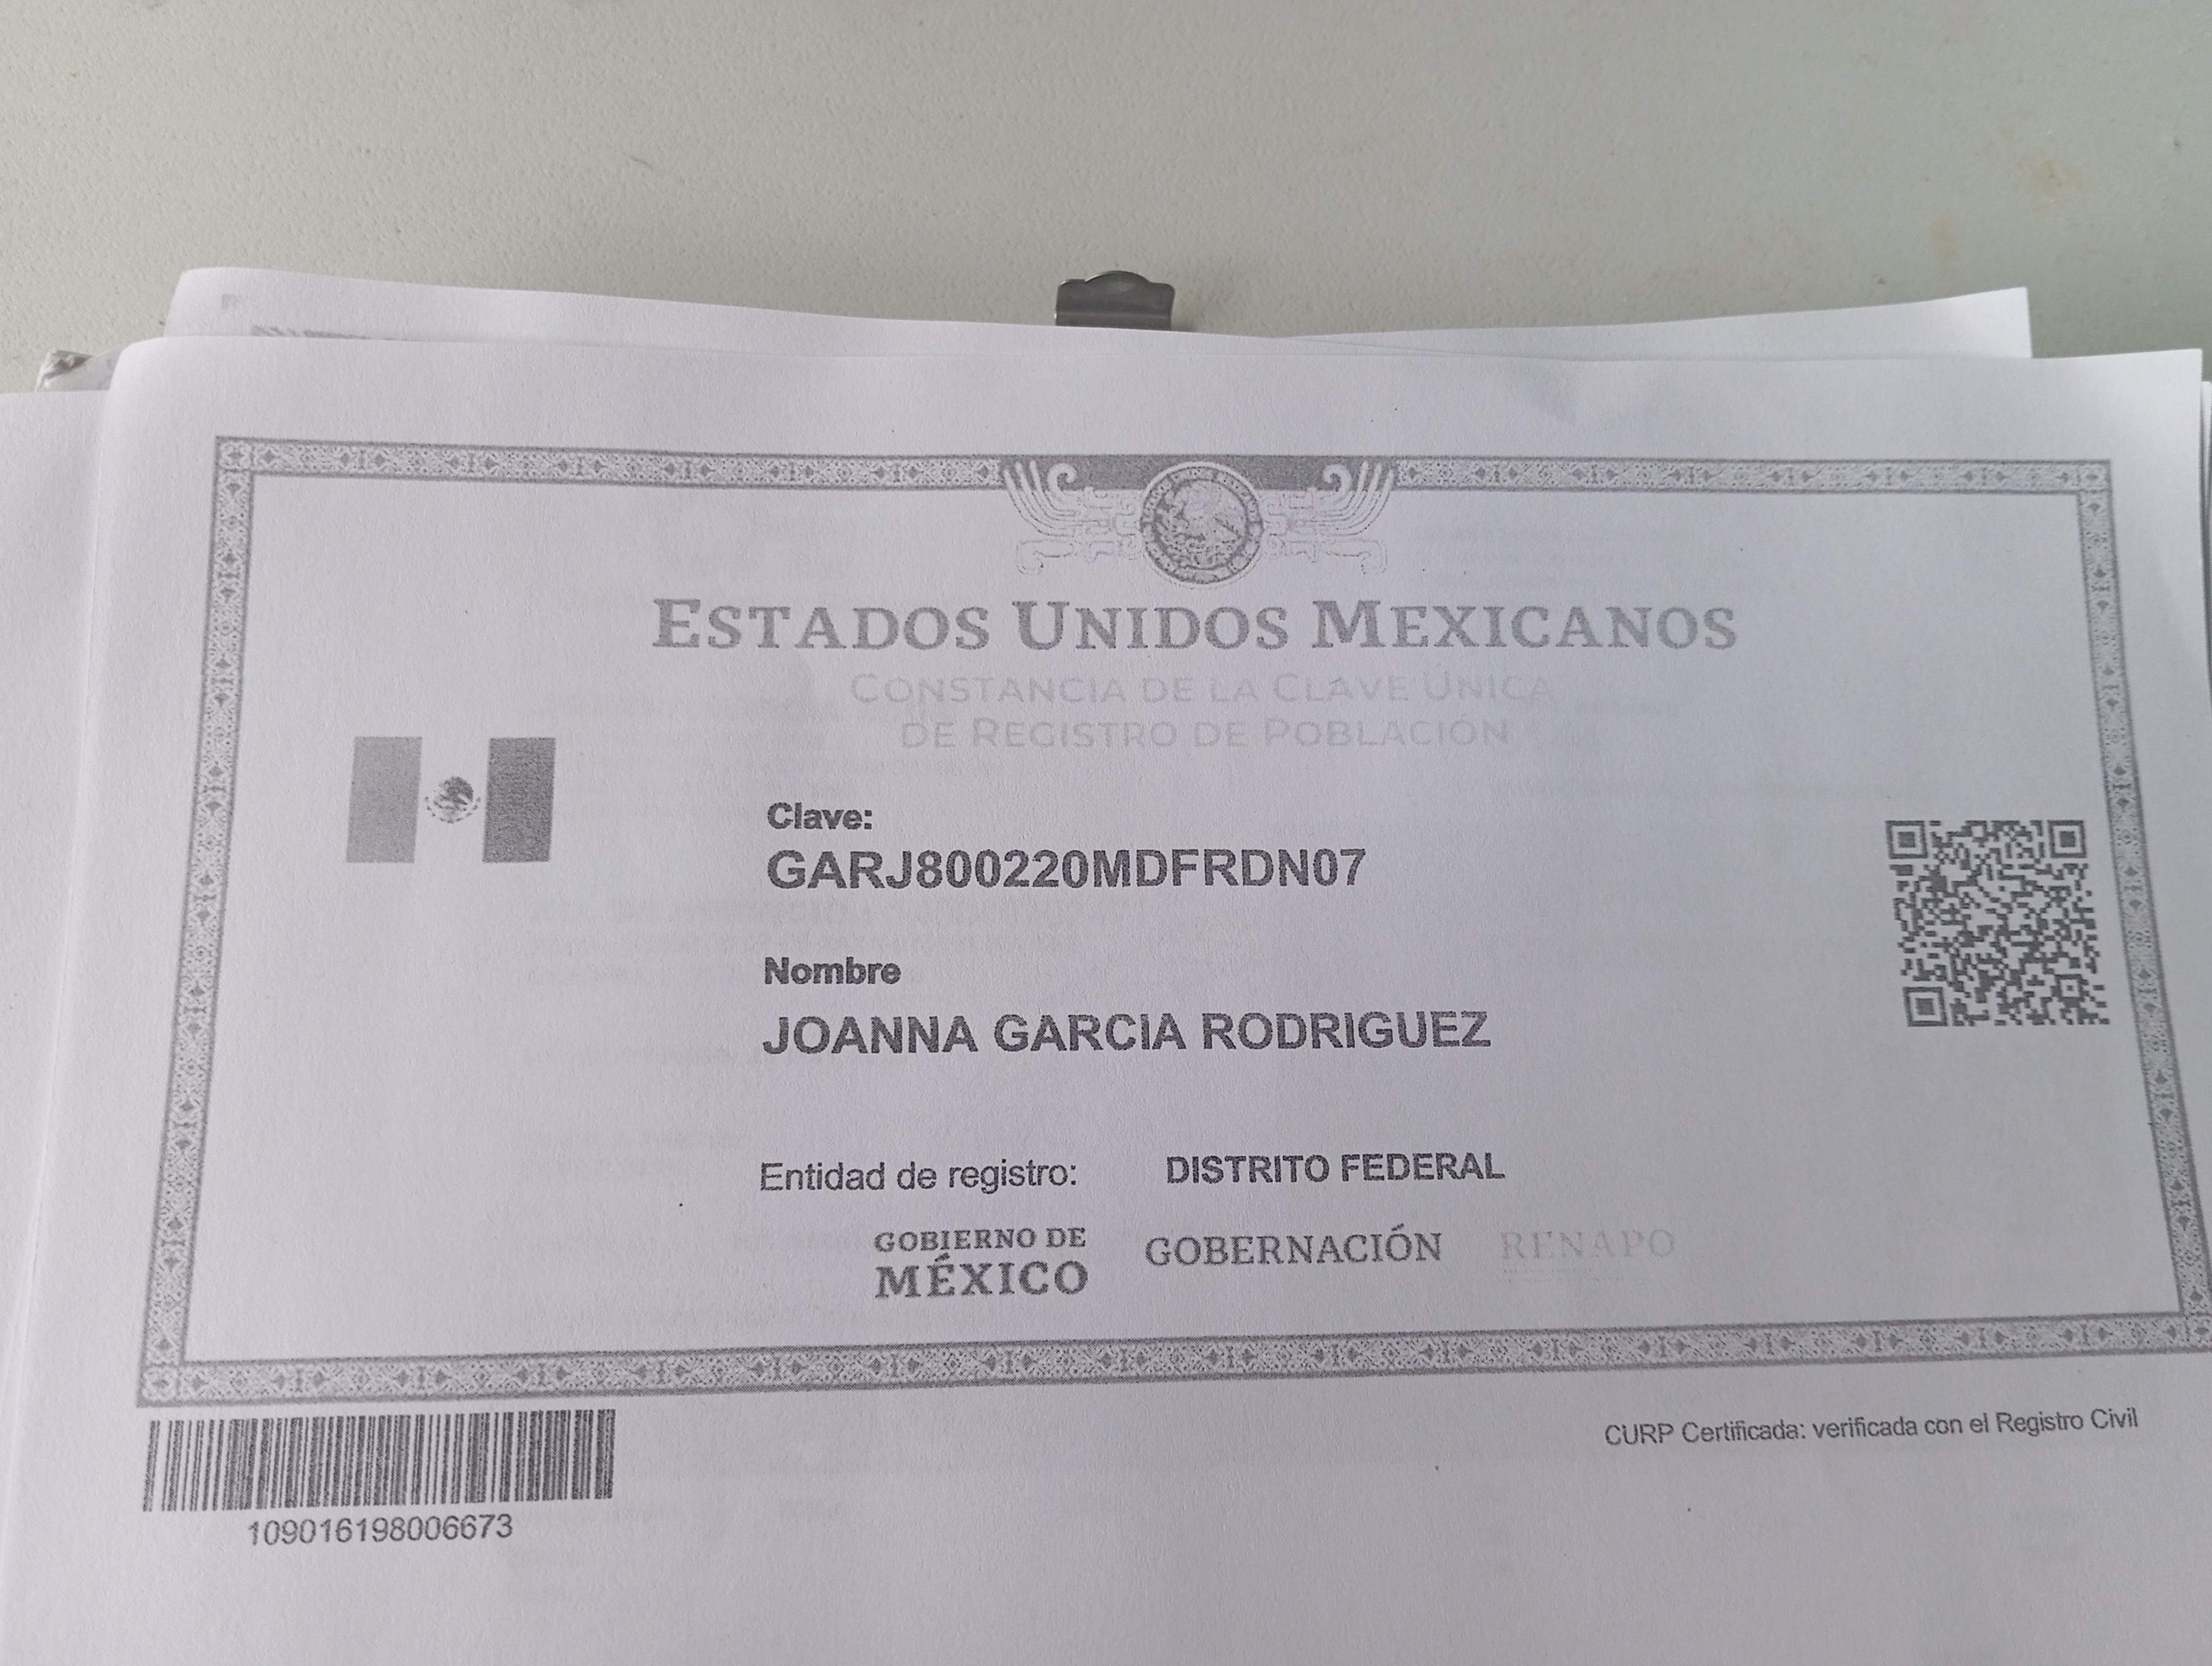 ESTADOS UNIDOS MEXICANOS
CONSTANCIA DE LA CLAVE ÚNICA
DE REGISTRO DE POBLACIÓN
Clave:
GARJ800220MDFRDN07
Nombre
JOANNA GARCIA RODRIGUEZ
Entidad de registro: DISTRITO FEDERAL
GOBIERNO DE
MÉXICO
GOBERNACIÓN
RENAPO
CURP Certificada: verificada con el Registro Civil
109016198006673